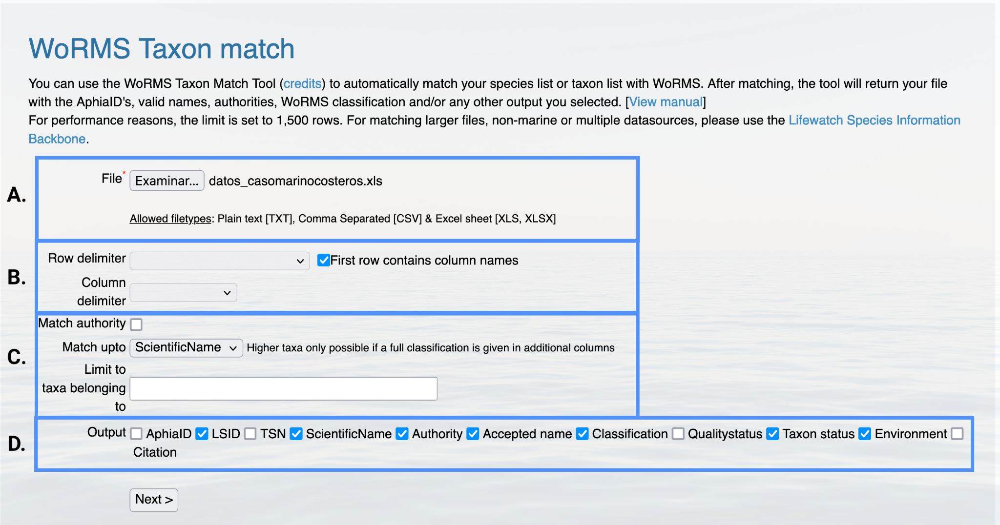 WoRMS Taxon match
You can use the WoRMS Taxon Match Tool (credits) to automatically match your species list or taxon list with WoRMS. After matching, the tool will return your file
with the AphiaID's, valid names, authorities, WoRMS classification and/or any other output you selected. [View manual]
For performance reasons, the limit is set to 1,500 rows. For matching larger files, non-marine or multiple datasources, please use the Lifewatch Species Information
Backbone.
A.
File* Examinar... datos_casomarinocosteros.xls
Allowed filetypes: Plain text [TXT], Comma Separated [CSV] & Excel sheet [XLS, XLSX]
B.
Row delimiter First row contains column names
Column
delimiter
C.
Match authority
Match upto ScientificName Higher taxa only possible if a full classification is given in additional columns
Limit to
taxa belonging
to
D.
Output AphiaID LSID TSN ScientificName Authority Accepted name Classification Qualitystatus Taxon status Environment
Citation
Next >